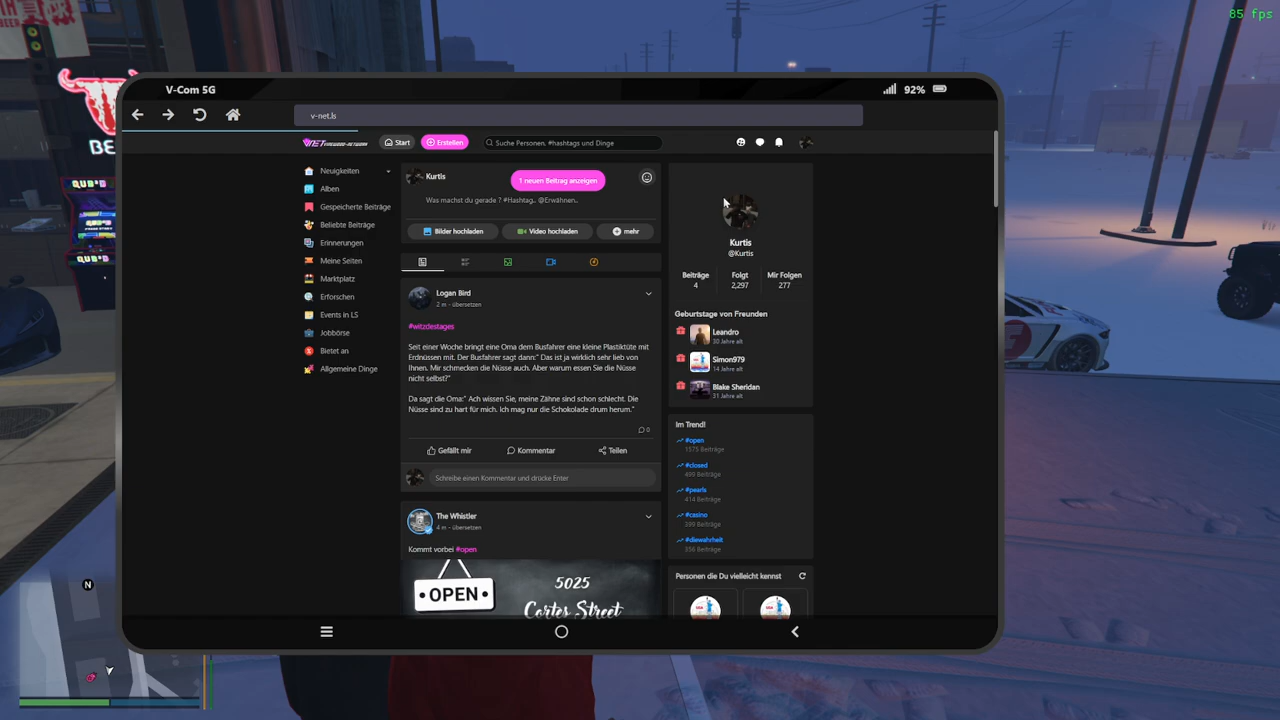 85 fps
V-Com 5G
92%
v-net.ls
VNET
Start
Erstellen
Suche Personen, #hashtags und Dinge
Neuigkeiten
Alben
Gespeicherte Beiträge
Beliebte Beiträge
Erinnerungen
Meine Seiten
Marktplatz
Erforschen
Events in LS
Jobbörse
Bietet an
Allgemeine Dinge
Kurtis
1 neuen Beitrag anzeigen
Was machst du gerade ? #Hashtag.. @Erwähnen..
Bilder hochladen
Video hochladen
mehr
Logan Bird
2 m - übersetzen
#witzdestages
Seit einer Woche bringt eine Oma dem Busfahrer eine kleine Plastiktüte mit
Erdnüssen mit. Der Busfahrer sagt dann:" Das ist ja wirklich sehr lieb von
Ihnen. Mir schmecken die Nüsse auch. Aber warum essen Sie die Nüsse
nicht selbst?"
Da sagt die Oma:" Ach wissen Sie, meine Zähne sind schon schlecht. Die
Nüsse sind zu hart für mich. Ich mag nur die Schokolade drum herum."
0
Gefällt mir
Kommentar
Teilen
Schreibe einen Kommentar und drücke Enter
The Whistler
4 m - übersetzen
Kommt vorbei #open
OPEN
5025
Cortes Street
Kurtis
@Kurtis
Beiträge
4
Folgt
2,297
Mir Folgen
277
Geburtstage von Freunden
Leandro
30 Jahre alt
Simon979
14 Jahre alt
Blake Sheridan
31 Jahre alt
Im Trend!
#open
1575 Beiträge
#closed
499 Beiträge
#pearls
414 Beiträge
#casino
399 Beiträge
#diewahrheit
356 Beiträge
Personen die Du vielleicht kennst
BE
QUB'D
N